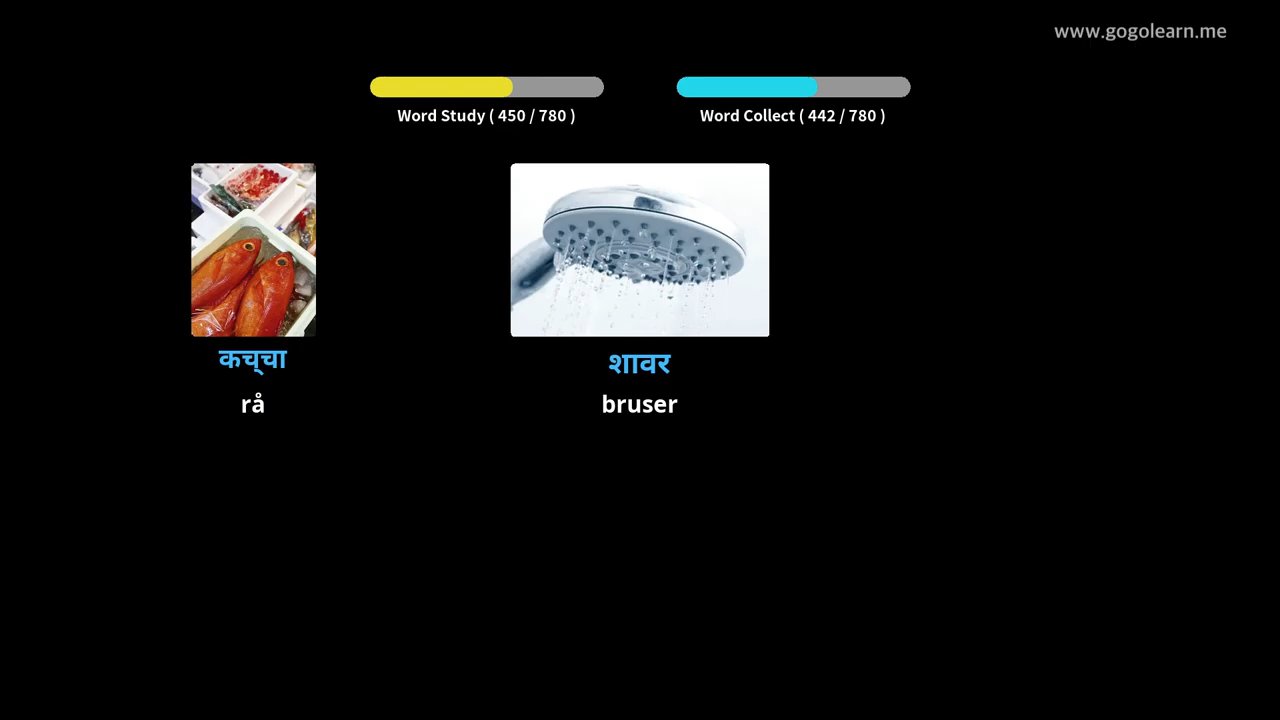 www.gogolearn.me
Word Study ( 450 / 780 )
Word Collect ( 442 / 780 )
कच्चा
शावर
rå
bruser